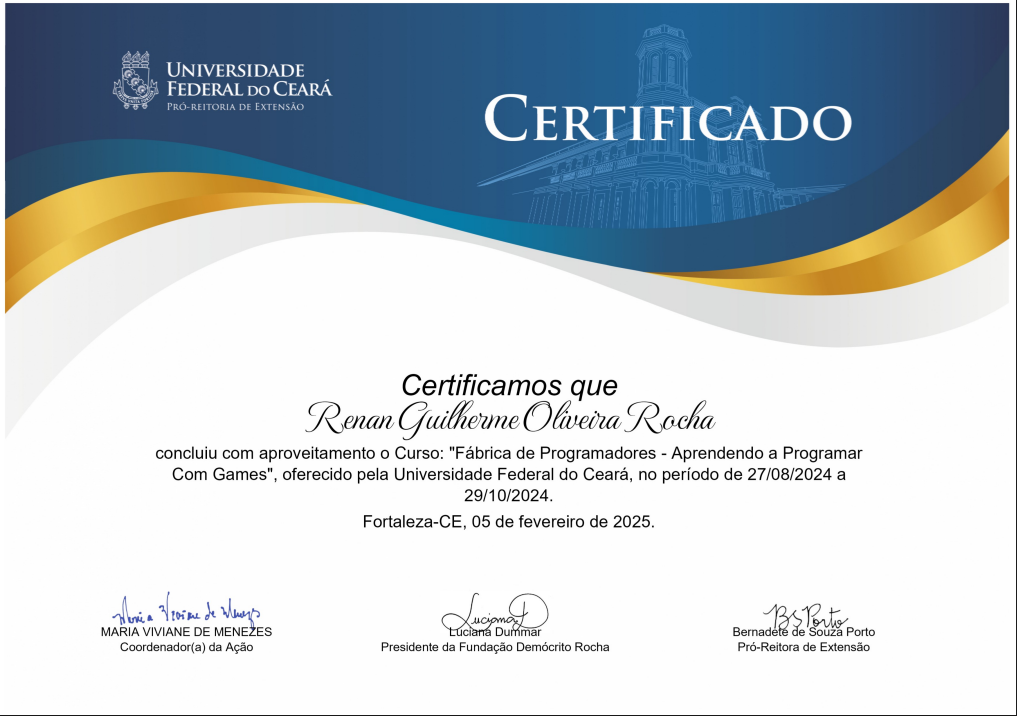 UNIVERSIDADE
FEDERAL DO CEARÁ
PRÓ-REITORIA DE EXTENSÃO
CERTIFICADO
Certificamos que
Renan Guilherme Oliveira Rocha
concluiu com aproveitamento o Curso: "Fábrica de Programadores - Aprendendo a Programar
Com Games", oferecido pela Universidade Federal do Ceará, no período de 27/08/2024 a
29/10/2024.
Fortaleza-CE, 05 de fevereiro de 2025.
Maria Viviane de Menezes
Luciana D
BS Porto
MARIA VIVIANE DE MENEZES
Luciana Dummar
Bernadete de Souza Porto
Coordenador(a) da Ação
Presidente da Fundação Demócrito Rocha
Pró-Reitora de Extensão